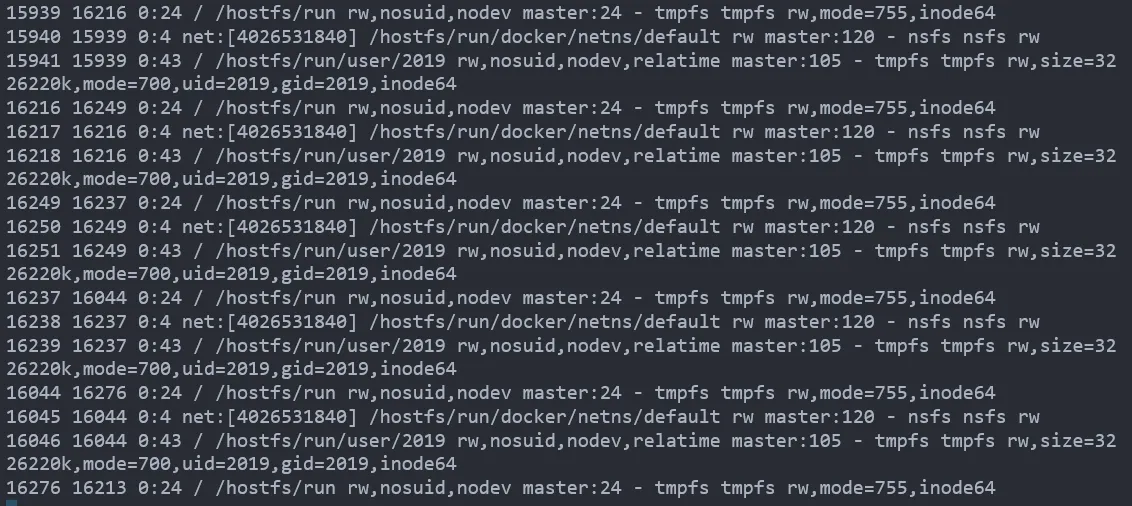 15939 16216 0:24 / /hostfs/run rw,nosuid,nodev master:24 - tmpfs tmpfs rw,mode=755,inode64
15940 15939 0:4 net:[4026531840] /hostfs/run/docker/netns/default rw master:120 - nsfs nsfs rw
15941 15939 0:43 / /hostfs/run/user/2019 rw,nosuid,nodev,relatime master:105 - tmpfs tmpfs rw,size=32
26220k,mode=700,uid=2019,gid=2019,inode64
16216 16249 0:24 / /hostfs/run rw,nosuid,nodev master:24 - tmpfs tmpfs rw,mode=755,inode64
16217 16216 0:4 net:[4026531840] /hostfs/run/docker/netns/default rw master:120 - nsfs nsfs rw
16218 16216 0:43 / /hostfs/run/user/2019 rw,nosuid,nodev,relatime master:105 - tmpfs tmpfs rw,size=32
26220k,mode=700,uid=2019,gid=2019,inode64
16249 16237 0:24 / /hostfs/run rw,nosuid,nodev master:24 - tmpfs tmpfs rw,mode=755,inode64
16250 16249 0:4 net:[4026531840] /hostfs/run/docker/netns/default rw master:120 - nsfs nsfs rw
16251 16249 0:43 / /hostfs/run/user/2019 rw,nosuid,nodev,relatime master:105 - tmpfs tmpfs rw,size=32
26220k,mode=700,uid=2019,gid=2019,inode64
16237 16044 0:24 / /hostfs/run rw,nosuid,nodev master:24 - tmpfs tmpfs rw,mode=755,inode64
16238 16237 0:4 net:[4026531840] /hostfs/run/docker/netns/default rw master:120 - nsfs nsfs rw
16239 16237 0:43 / /hostfs/run/user/2019 rw,nosuid,nodev,relatime master:105 - tmpfs tmpfs rw,size=32
26220k,mode=700,uid=2019,gid=2019,inode64
16044 16276 0:24 / /hostfs/run rw,nosuid,nodev master:24 - tmpfs tmpfs rw,mode=755,inode64
16045 16044 0:4 net:[4026531840] /hostfs/run/docker/netns/default rw master:120 - nsfs nsfs rw
16046 16044 0:43 / /hostfs/run/user/2019 rw,nosuid,nodev,relatime master:105 - tmpfs tmpfs rw,size=32
26220k,mode=700,uid=2019,gid=2019,inode64
16276 16213 0:24 / /hostfs/run rw,nosuid,nodev master:24 - tmpfs tmpfs rw,mode=755,inode64